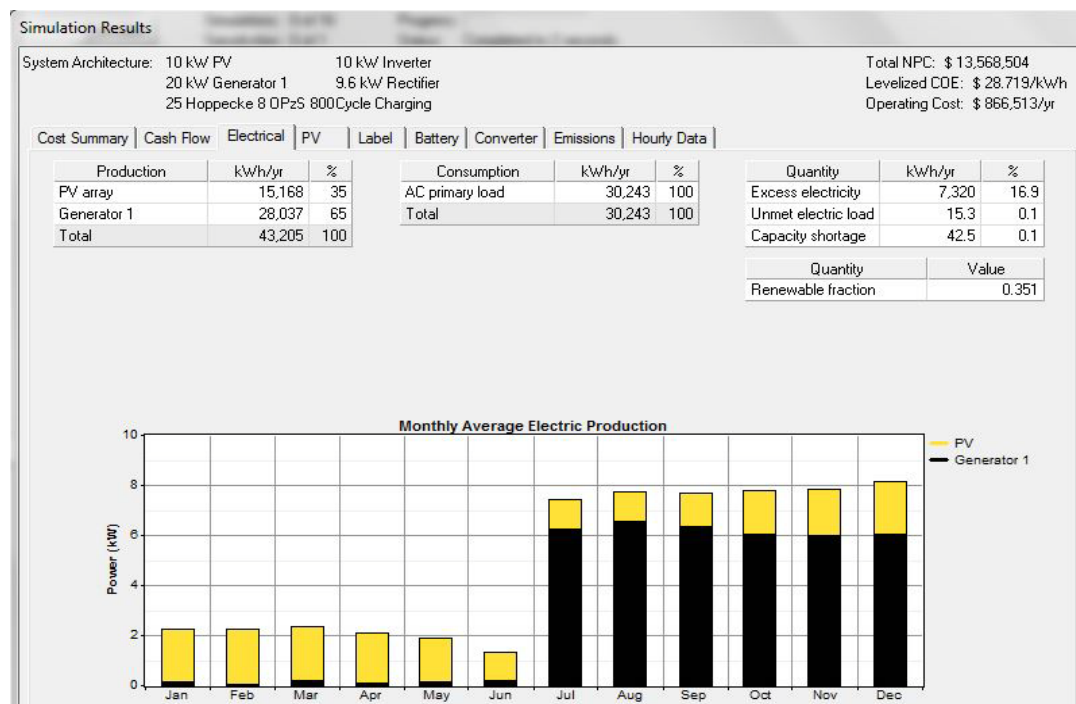 Simulation Results
System Architecture: 10 kW PV 10 kW Inverter
20 kW Generator 1 9.6 kW Rectifier
25 Hoppecke 8 OPzS 800Cycle Charging
Total NPC: $ 13,568,504
Levelized COE: $ 28.719/kWh
Operating Cost: $ 866,513/yr
Cost Summary Cash Flow Electrical PV Label Battery Converter Emissions Hourly Data
Production kWh/yr %
PV array 15,168 35
Generator 1 28,037 65
Total 43,205 100
Consumption kWh/yr %
AC primary load 30,243 100
Total 30,243 100
Quantity kWh/yr %
Excess electricity 7,320 16.9
Unmet electric load 15.3 0.1
Capacity shortage 42.5 0.1
Quantity Value
Renewable fraction 0.351
Monthly Average Electric Production
PV
Generator 1
Power (kW)
10
8
6
4
2
0
Jan Feb Mar Apr May Jun Jul Aug Sep Oct Nov Dec